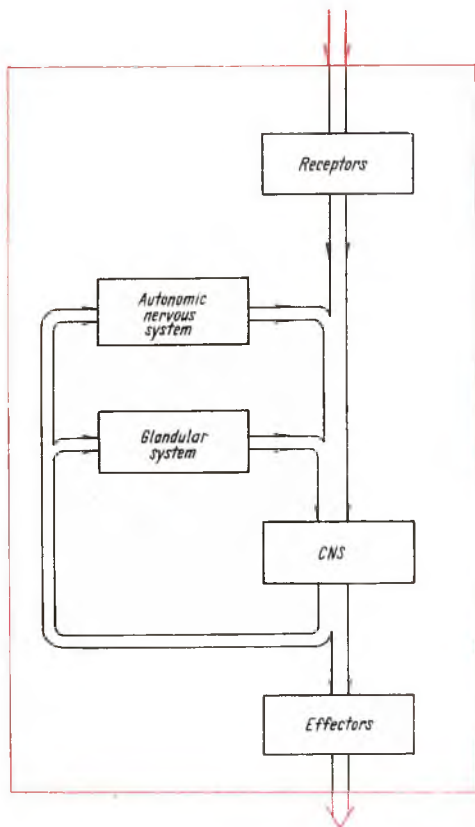 Receptors
Autonomic
nervous
system
Glandular
system
CNS
Effectors